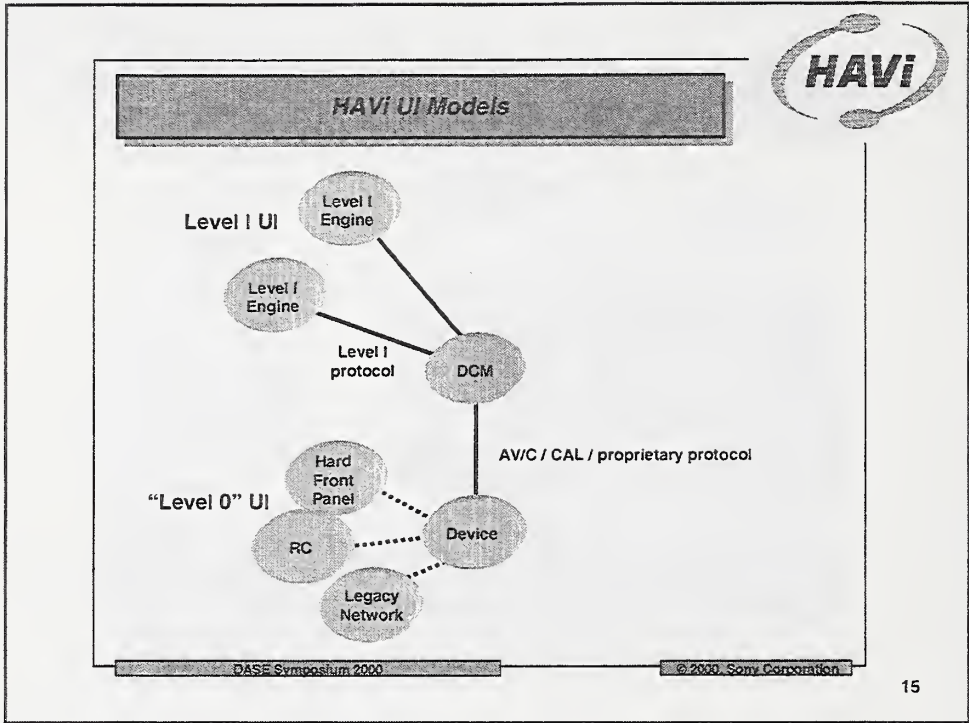 HAVi
HAVi UI Models
Level I UI
Level I
Engine
Level I
Engine
Level I
protocol
DCM
AV/C / CAL / proprietary protocol
"Level 0" UI
Hard
Front
Panel
RC
Device
Legacy
Network
DASE Symposium 2000
© 2000, Sony Corporation
15